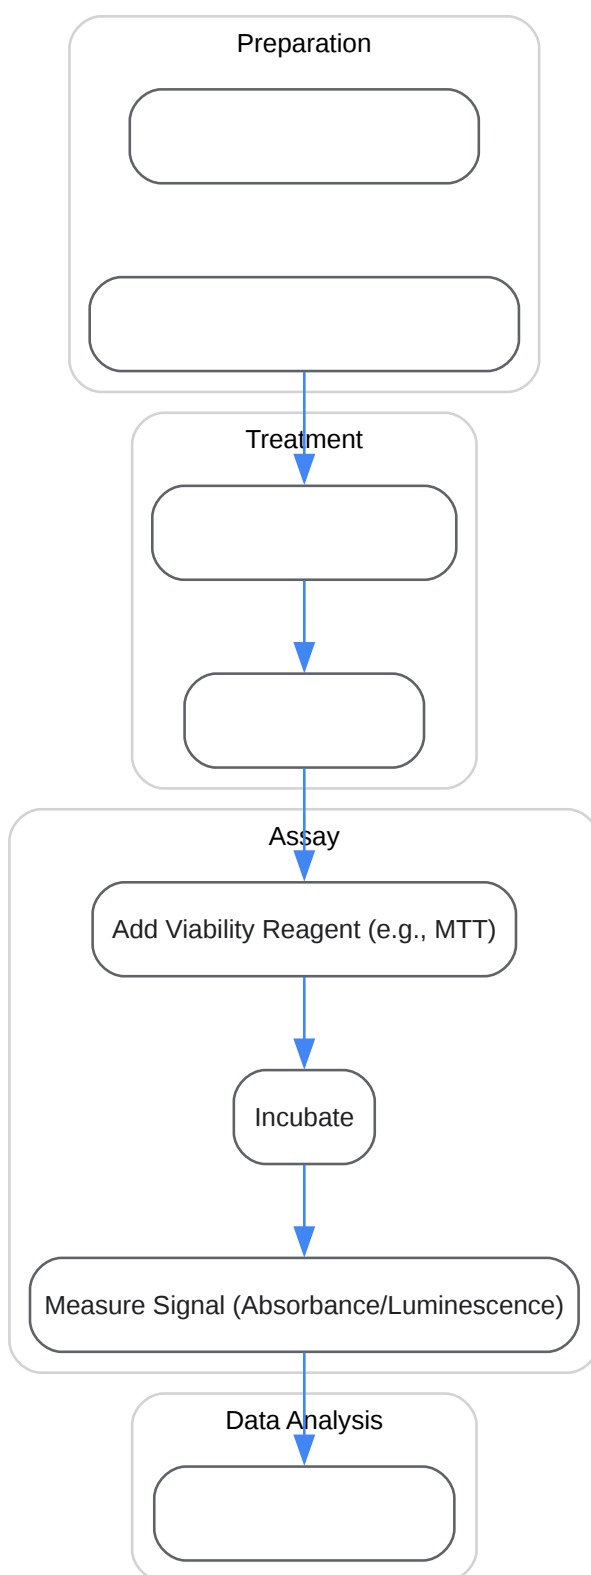 Preparation
Treatment
Assay
Add Viability Reagent (e.g., MTT)
Incubate
Measure Signal (Absorbance/Luminescence)
Data Analysis